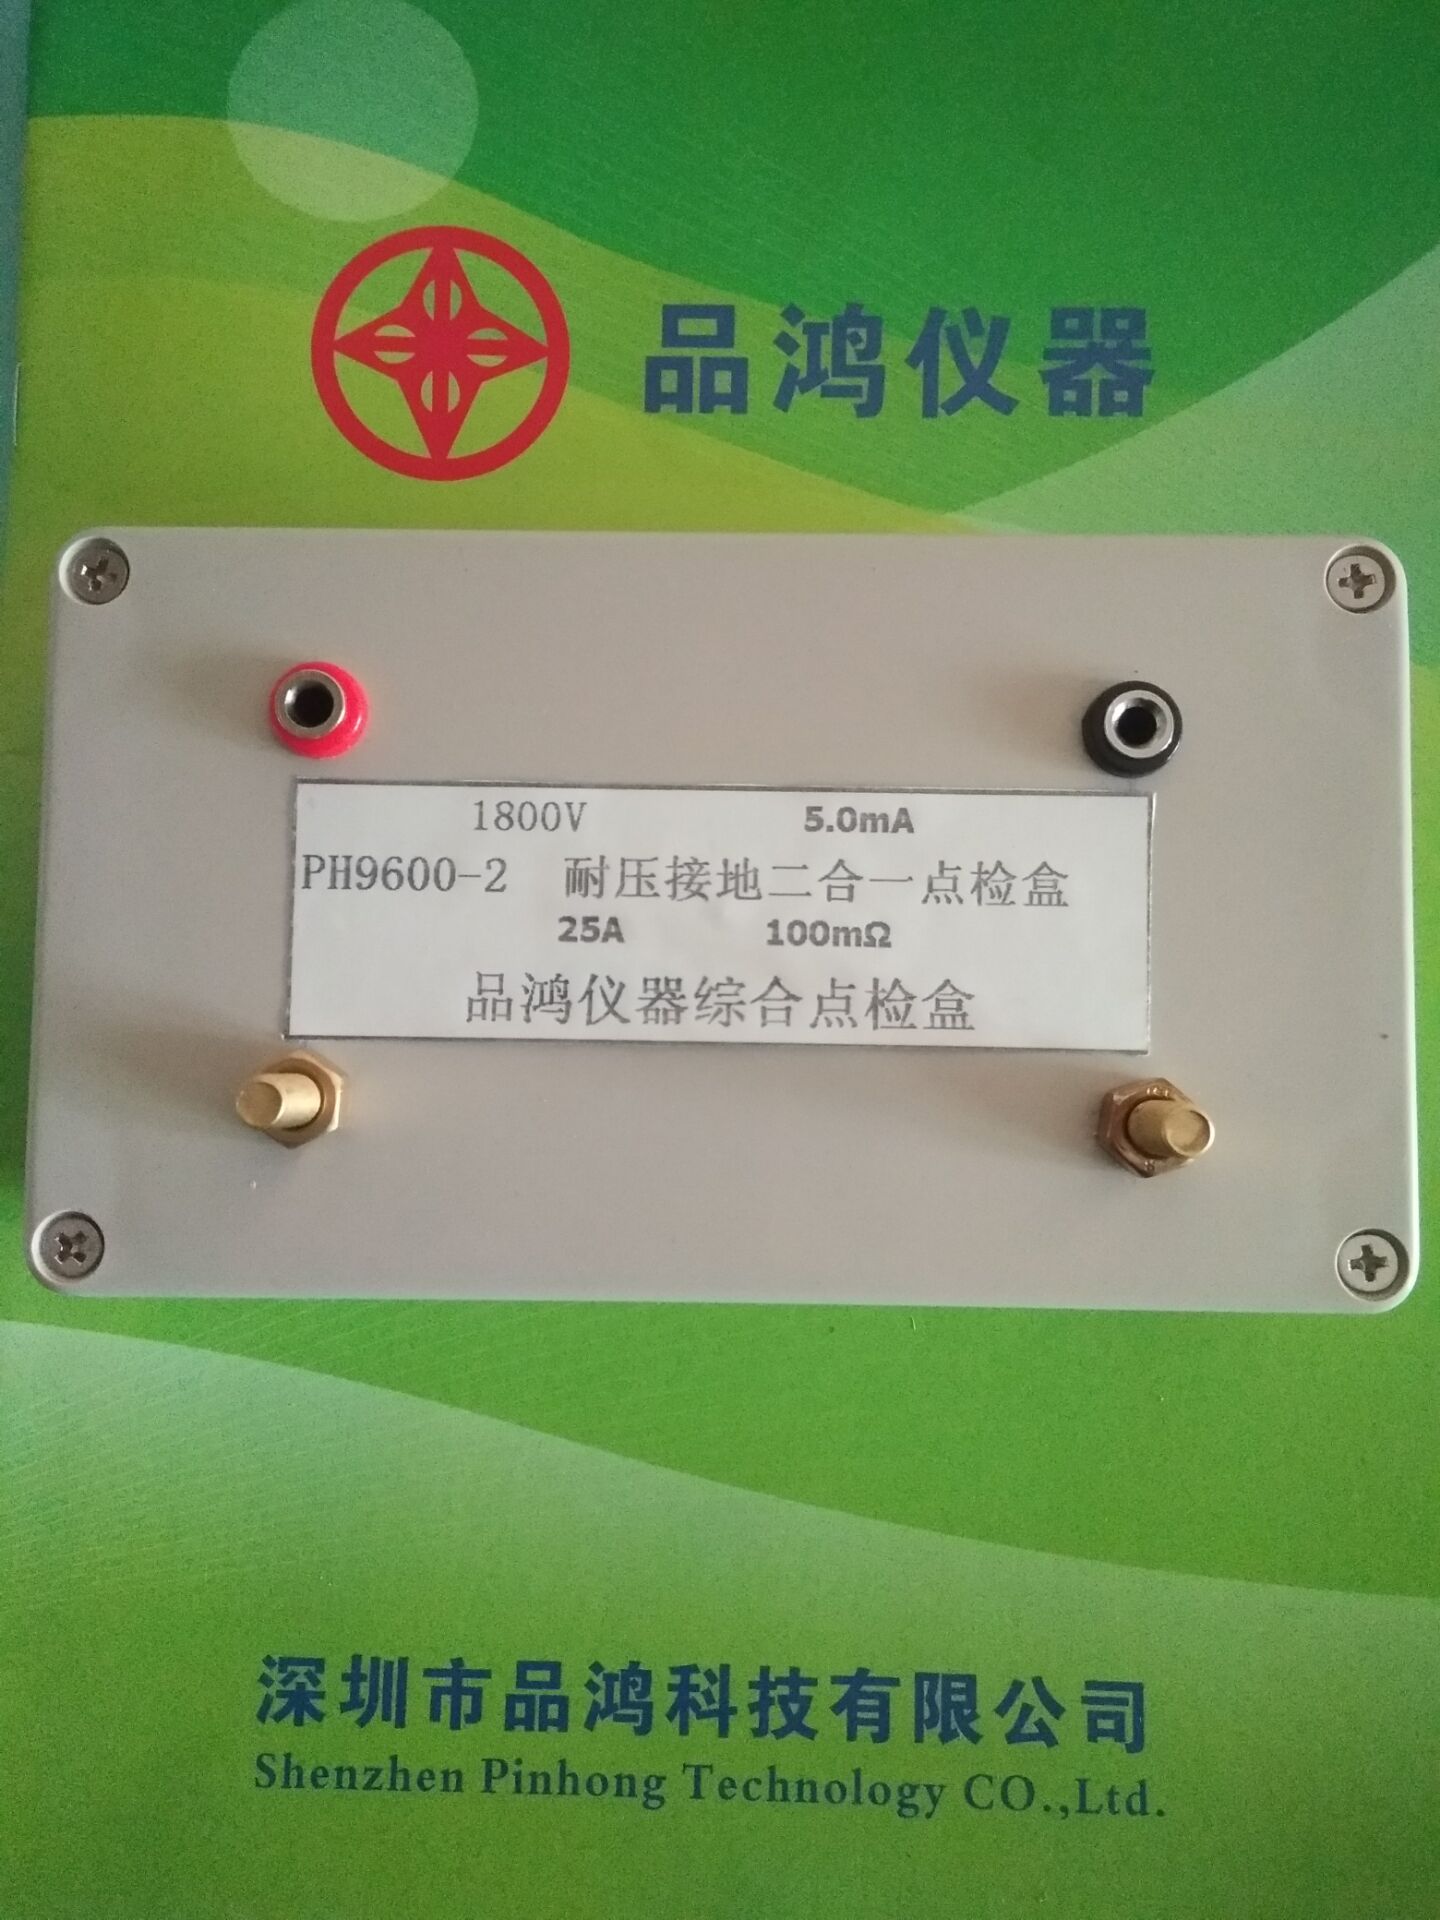 品鸿仪器
1800V 5.0mA
PH9600-2 耐压接地二合一点检盒
25A 100mΩ
品鸿仪器综合点检盒
深圳市品鸿科技有限公司
Shenzhen Pinhong Technology CO.,Ltd.